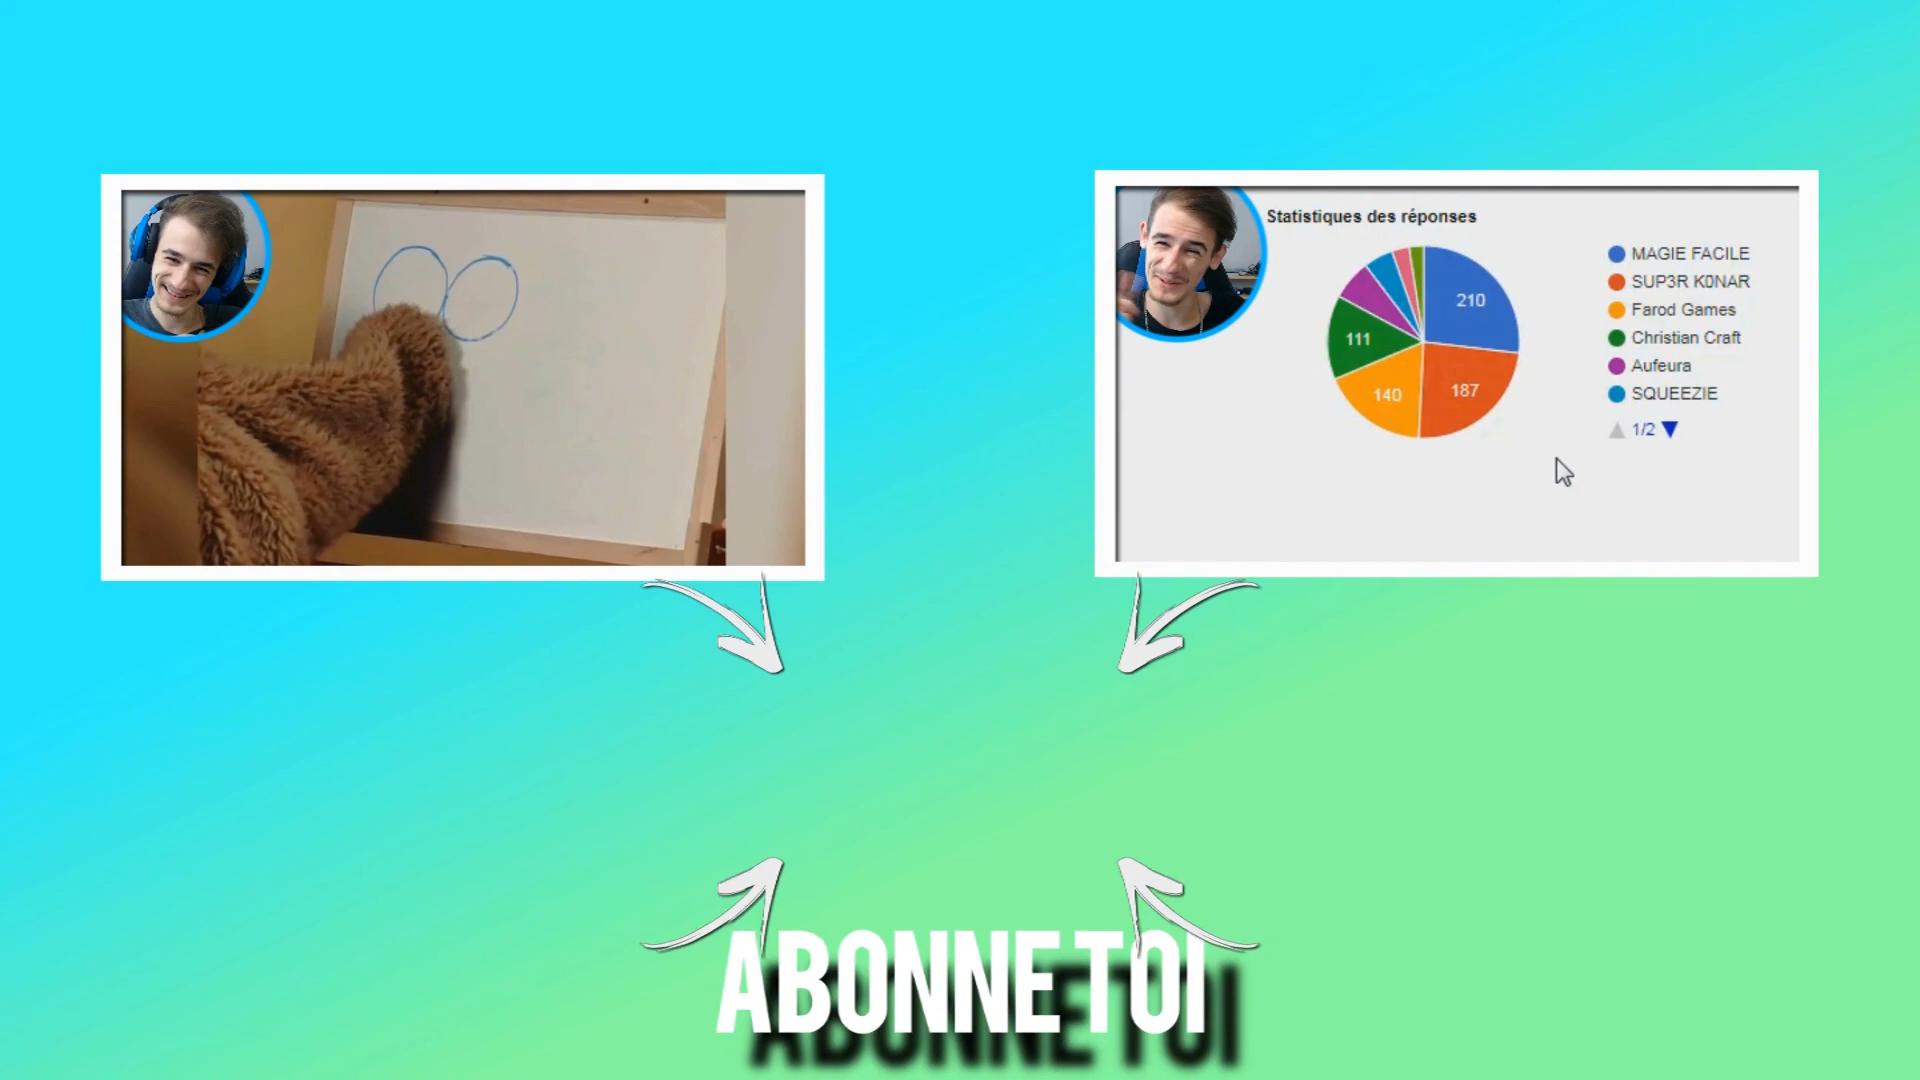 Statistiques des réponses
MAGIE FACILE
SUP3R K0NAR
Farod Games
Christian Craft
Aufeura
SQUEEZIE
1/2
210
187
140
111
ABONNE TOI